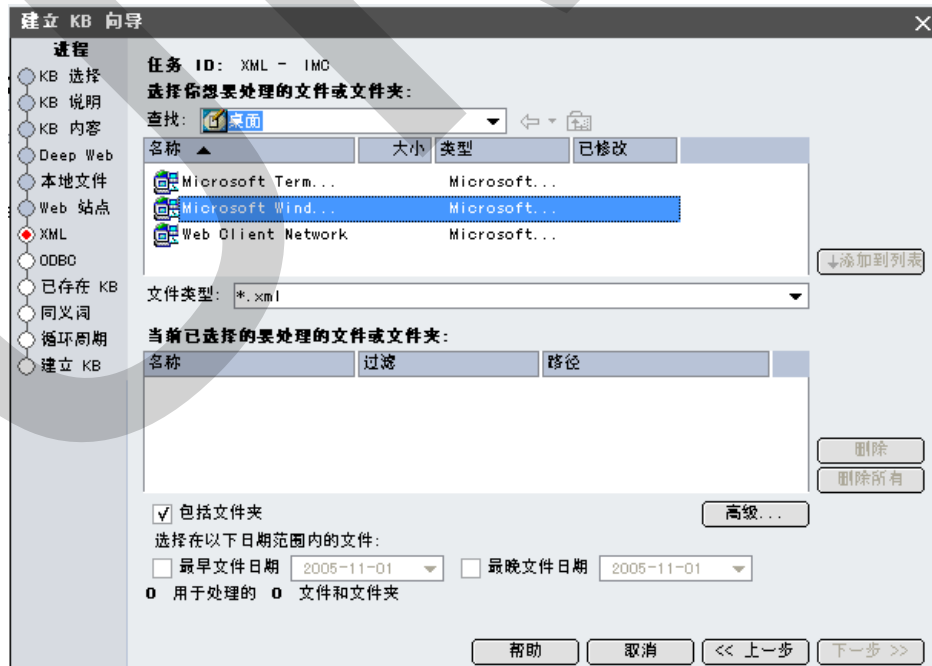 建立 KB 向导
进程
KB 选择
KB 说明
KB 内容
Deep Web
本地文件
Web 站点
XML
ODBC
已存在 KB
同义词
循环周期
建立 KB
任务 ID: XML - IMC
选择你想要处理的文件或文件夹:
查找: 桌面
名称 大小 类型 已修改
Microsoft Term... Microsoft...
Microsoft Wind... Microsoft...
Web Client Network Microsoft...
↓添加到列表
文件类型: *.xml
当前已选择的要处理的文件或文件夹:
名称 过滤 路径
删除
删除所有
包括文件夹 高级...
选择在以下日期范围内的文件:
最早文件日期 2005-11-01 最晚文件日期 2005-11-01
0 用于处理的 0 文件和文件夹
帮助 取消 << 上一步 下一步 >>